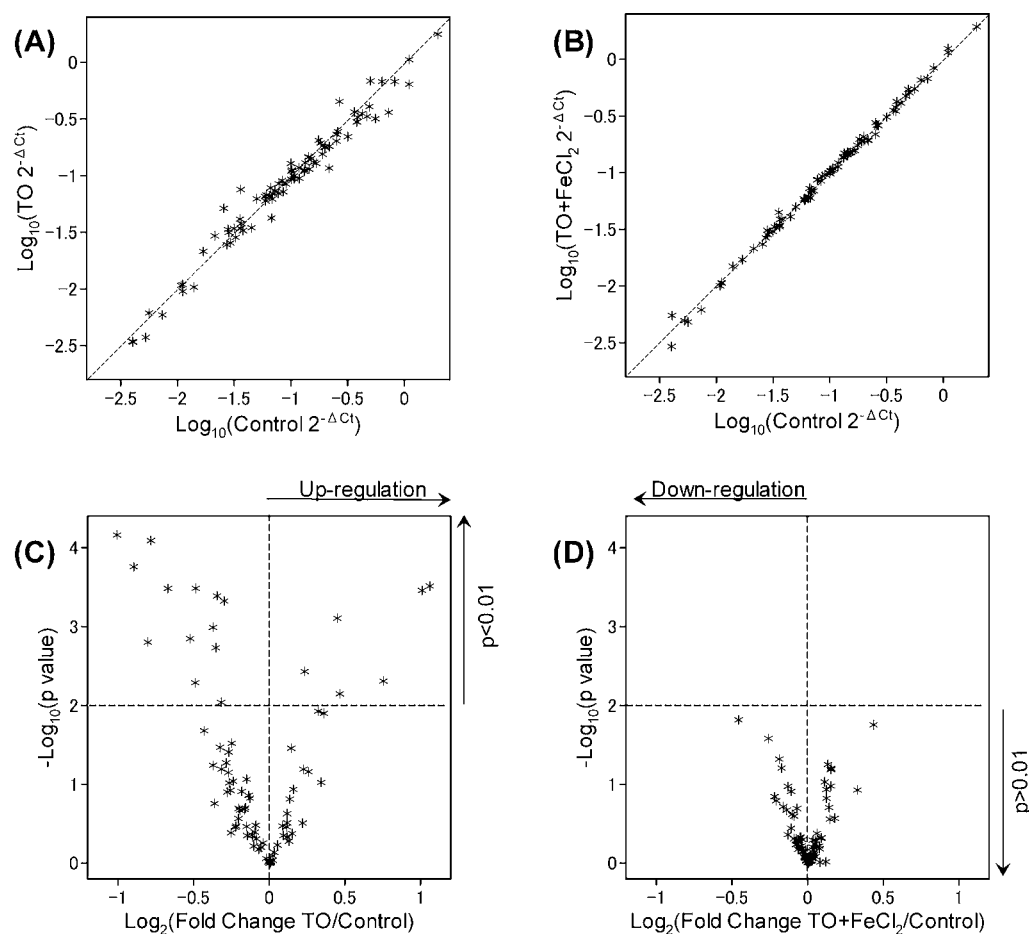 (A)
Log10(TO 2-ΔCt)
0
−0.5
−1
−1.5
−2
−2.5
−2.5 −2 −1.5 −1 −0.5 0
Log10(Control 2-ΔCt)
(B)
Log10(TO+FeCl2 2-ΔCt)
0
−0.5
−1
−1.5
−2
−2.5
−2.5 −2 −1.5 −1 −0.5 0
Log10(Control 2-ΔCt)
Up-regulation
(C)
-Log10(p value)
4
3
2
1
0
−1 −0.5 0 0.5 1
Log2(Fold Change TO/Control)
p<0.01
Down-regulation
(D)
-Log10(p value)
4
3
2
1
0
−1 −0.5 0 0.5 1
Log2(Fold Change TO+FeCl2/Control)
p>0.01